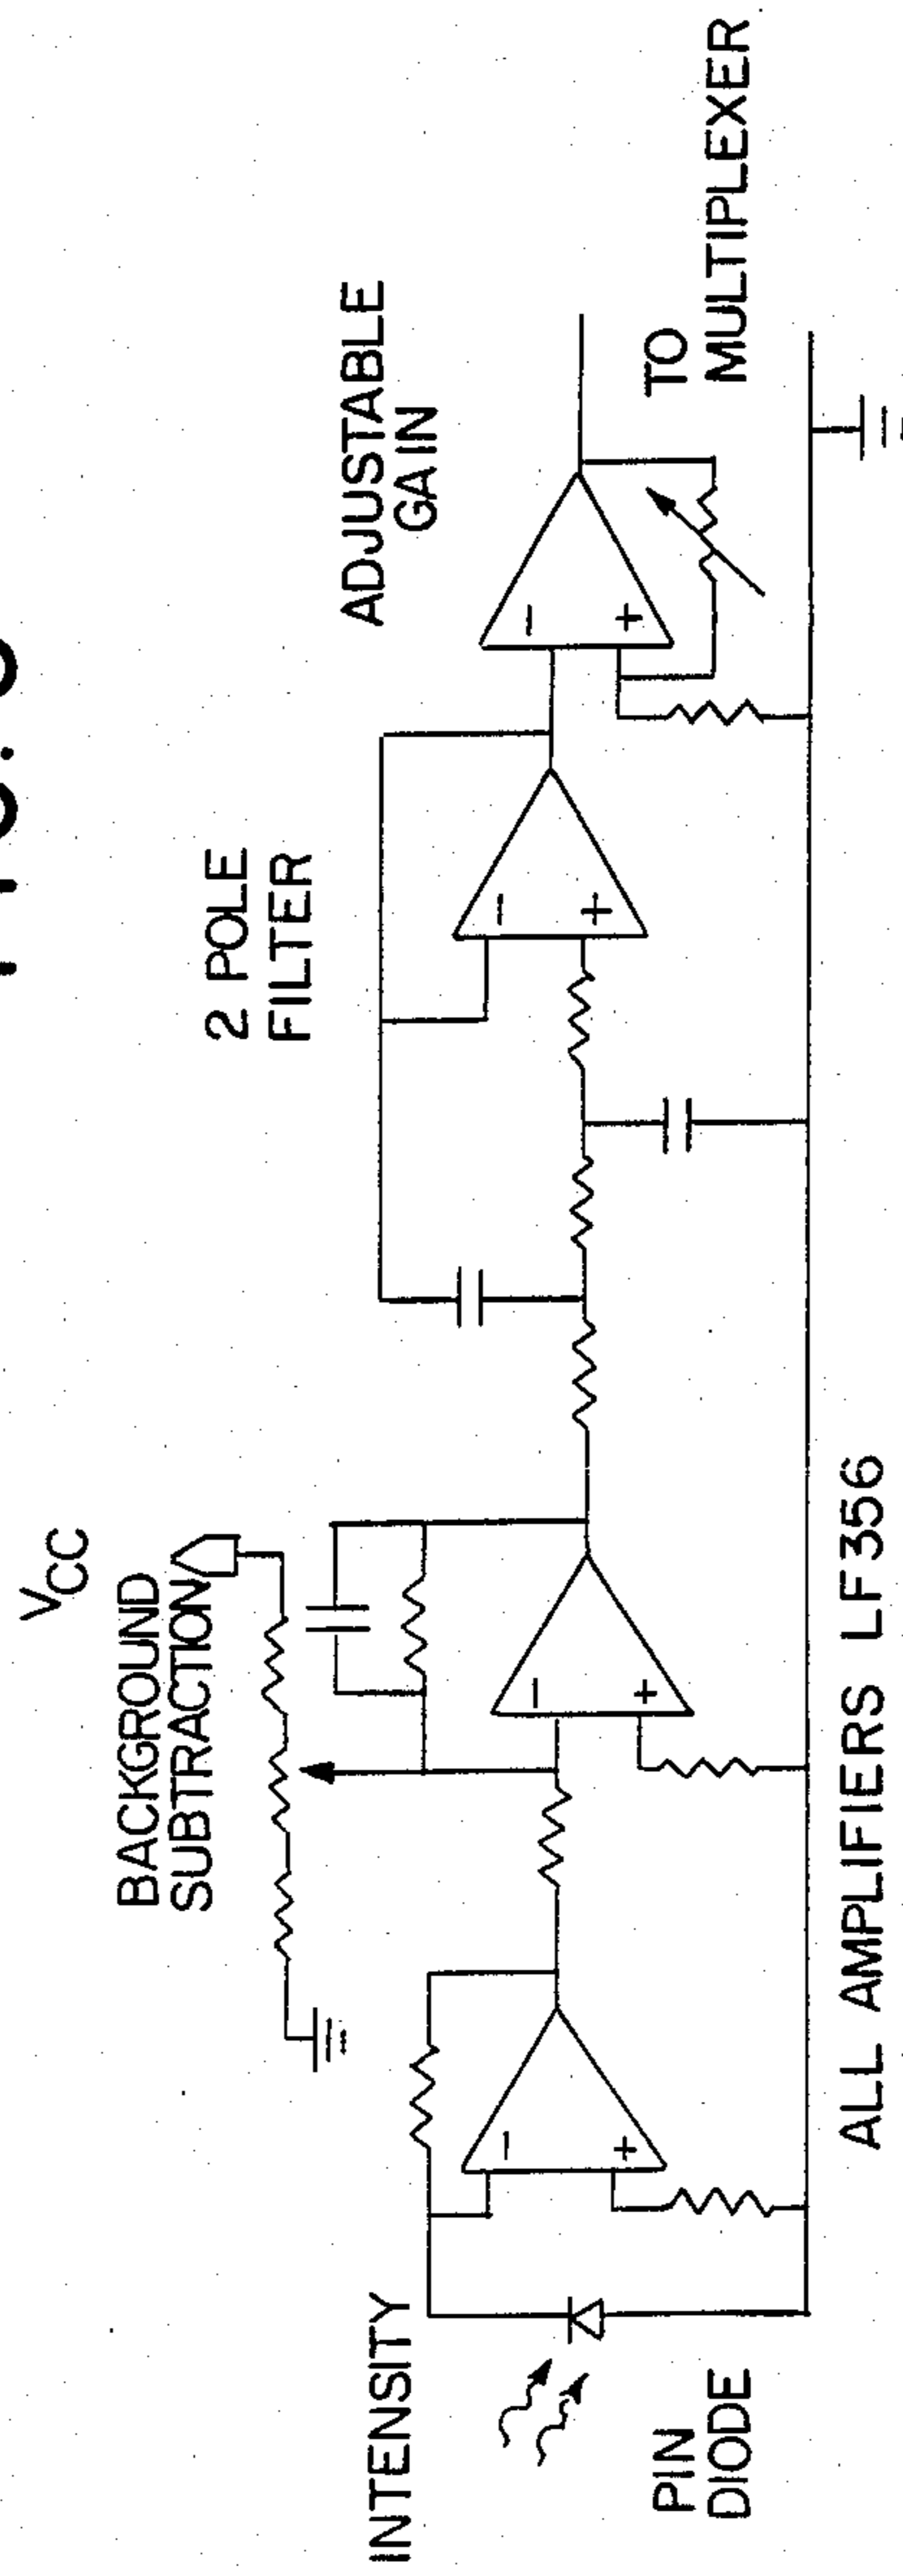 INTENSITY
PIN
DIODE
VCC
BACKGROUND
SUBTRACTION
2 POLE
FILTER
ADJUSTABLE
GAIN
TO
MULTIPLEXER
− +
− +
− +
− +
ALL AMPLIFIERS LF356